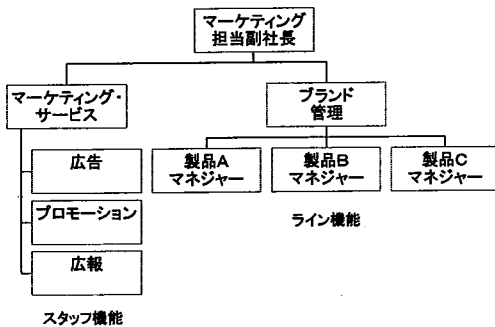 マーケティング
担当副社長
マーケティング・
サービス
ブランド
管理
広告
プロモーション
広報
製品A
マネジャー
製品B
マネジャー
製品C
マネジャー
ライン機能
スタッフ機能